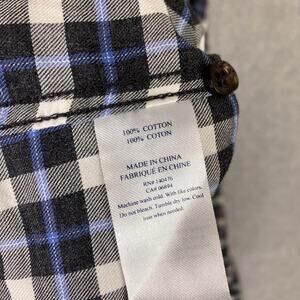 100% COTTON
100% COTON
MADE IN CHINA
FABRIQUE EN CHINE
RN# 140476
CA# 06894
Machine wash cold. With like colors.
Do not bleach. Tumble dry low. Cool
iron when needed.